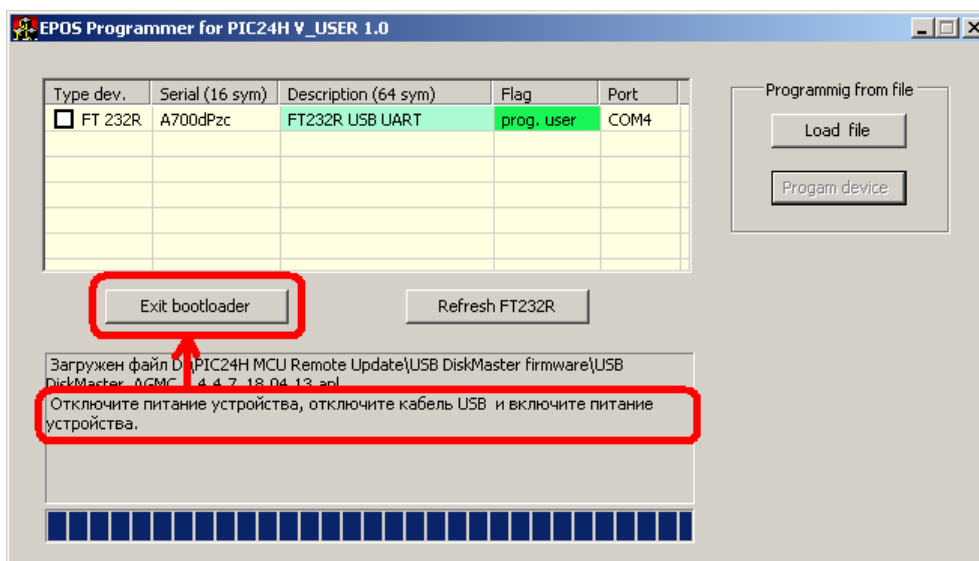 EPOS Programmer for PIC24H V_USER 1.0
Type dev. Serial (16 sym) Description (64 sym) Flag Port
FT 232R A700dPzc FT232R USB UART prog. user COM4
Programmig from file
Load file
Progam device
Exit bootloader
Refresh FT232R
Загружен файл PIC24H MCU Remote Update\USB DiskMaster firmware\USB
DiskMaster
Отключите питание устройства, отключите кабель USB и включите питание
устройства.